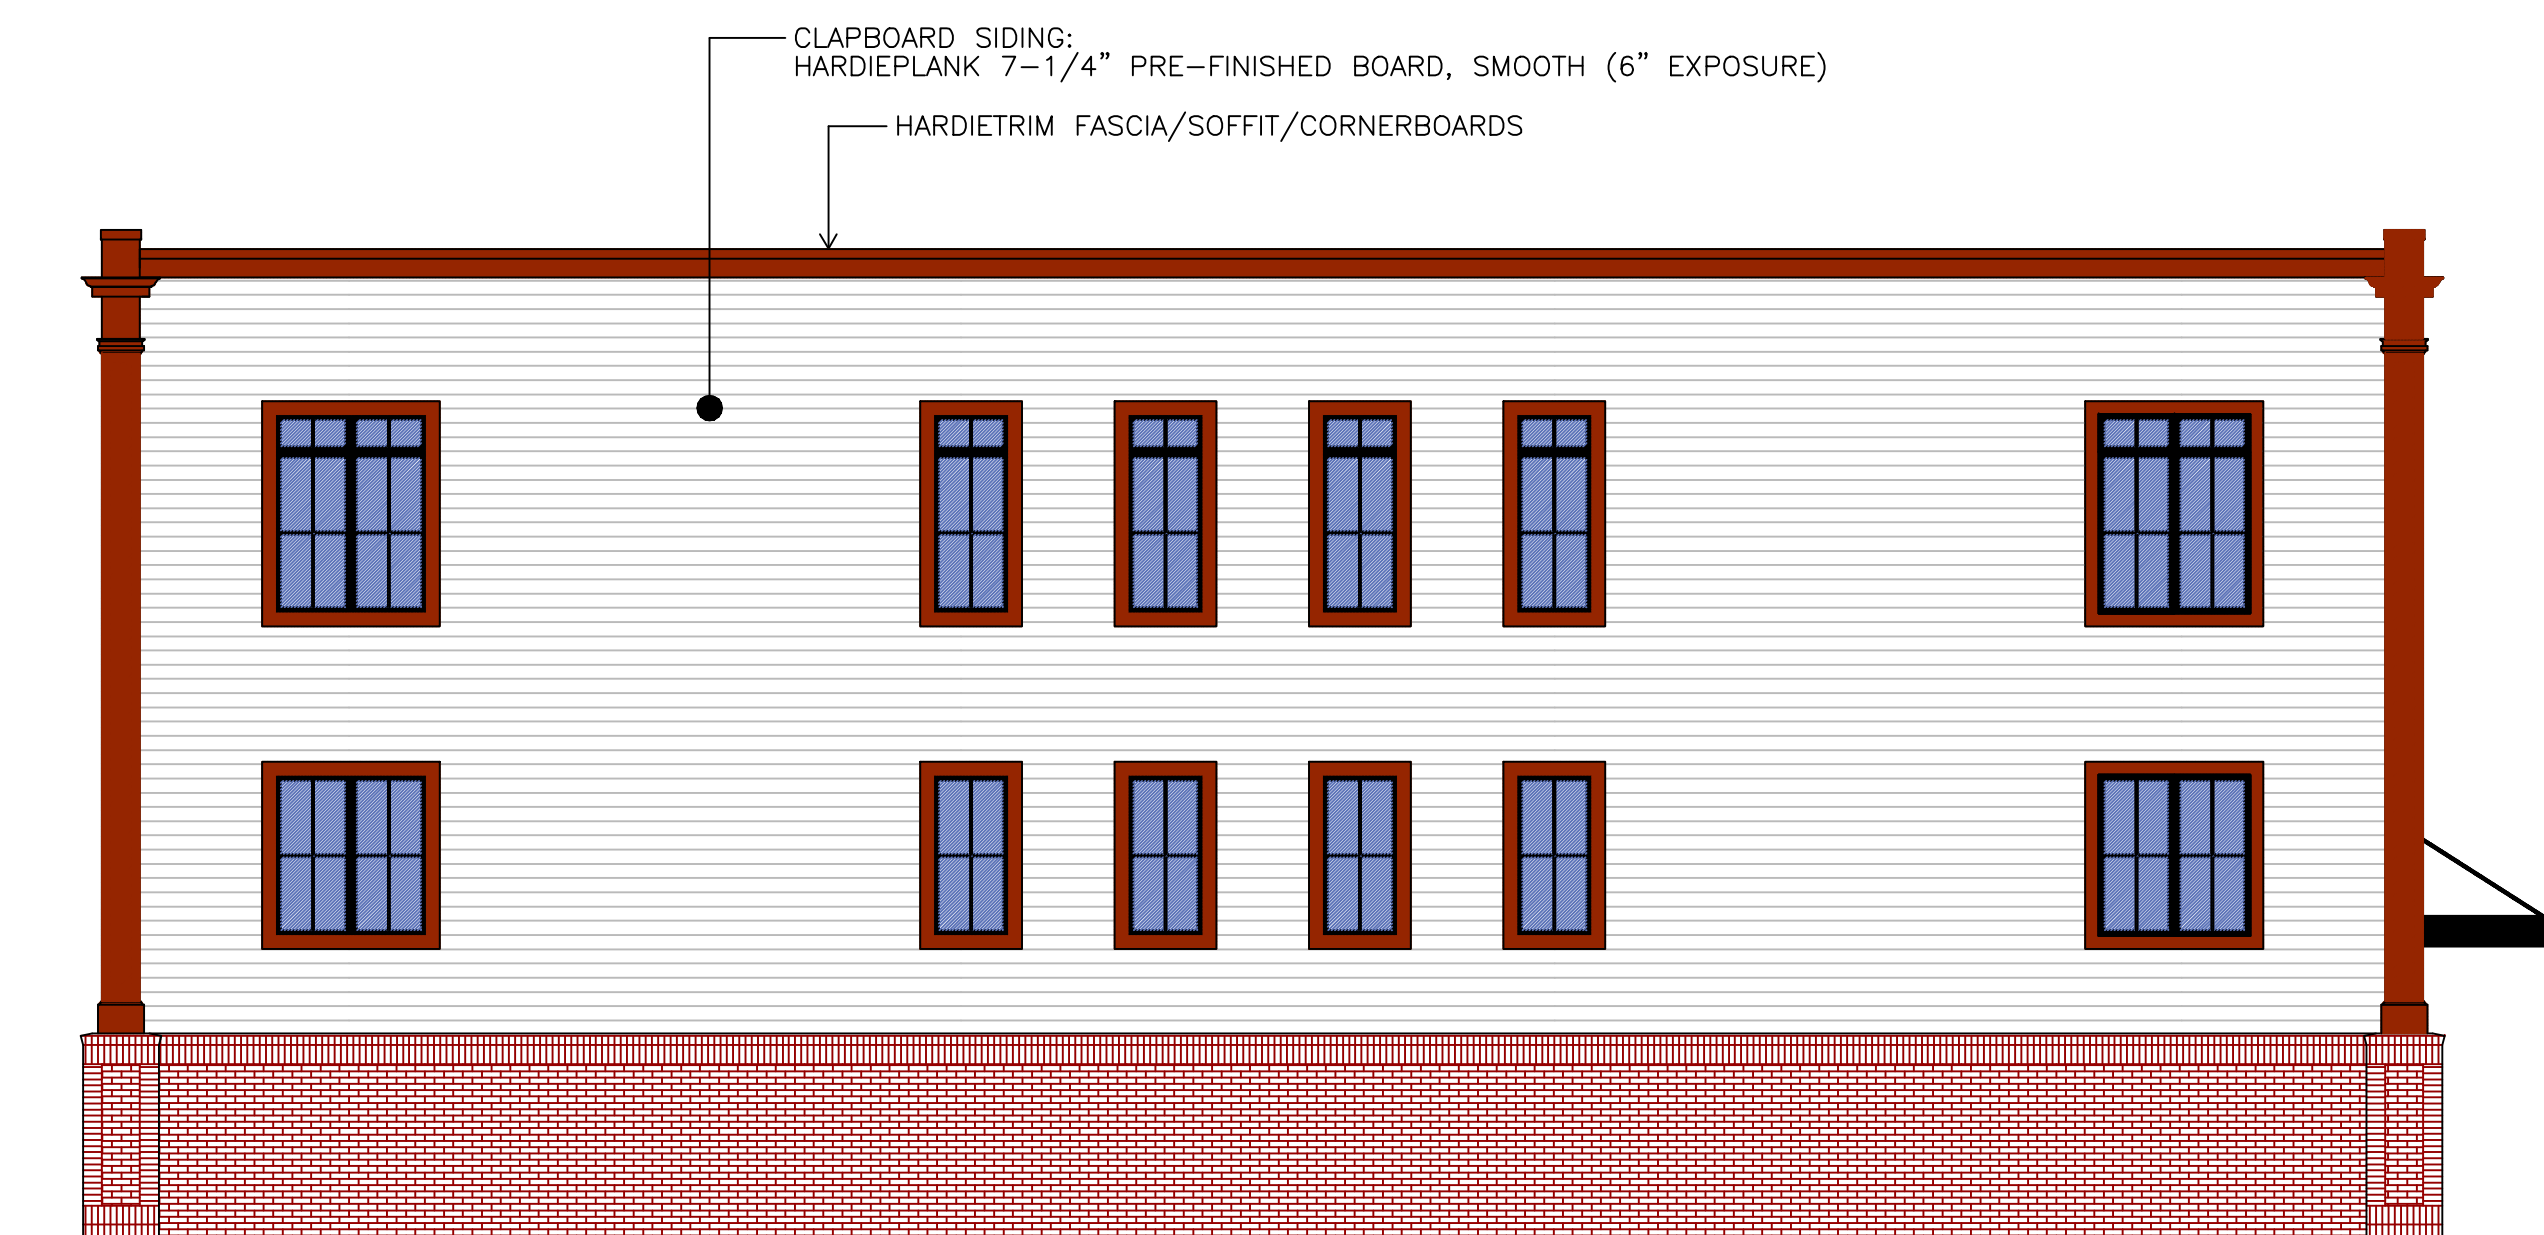 CLAPBOARD SIDING:
HARDIEPLANK 7-1/4" PRE-FINISHED BOARD, SMOOTH (6" EXPOSURE)
HARDIETRIM FASCIA/SOFFIT/CORNERBOARDS